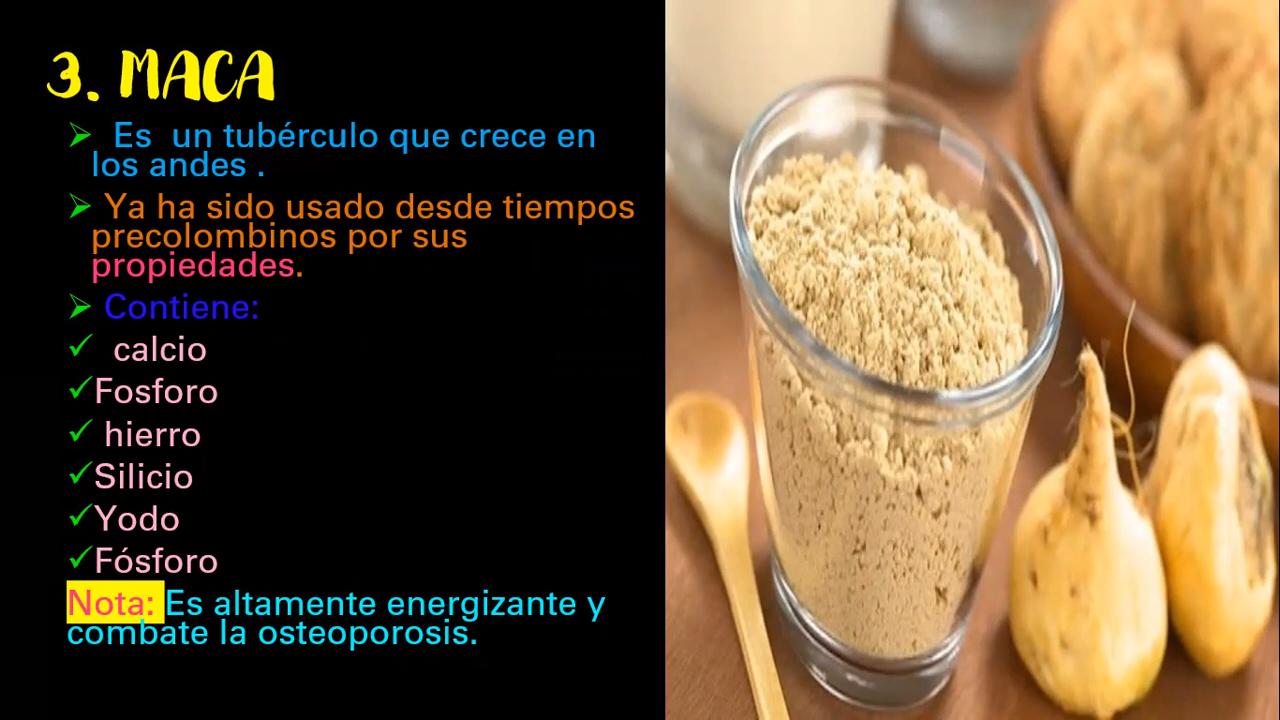 3. MACA
➢ Es un tubérculo que crece en
los andes .
➢ Ya ha sido usado desde tiempos
precolombinos por sus
propiedades.
➢ Contiene:
✓ calcio
✓Fosforo
✓ hierro
✓Silicio
✓Yodo
✓Fósforo
Nota: Es altamente energizante y
combate la osteoporosis.